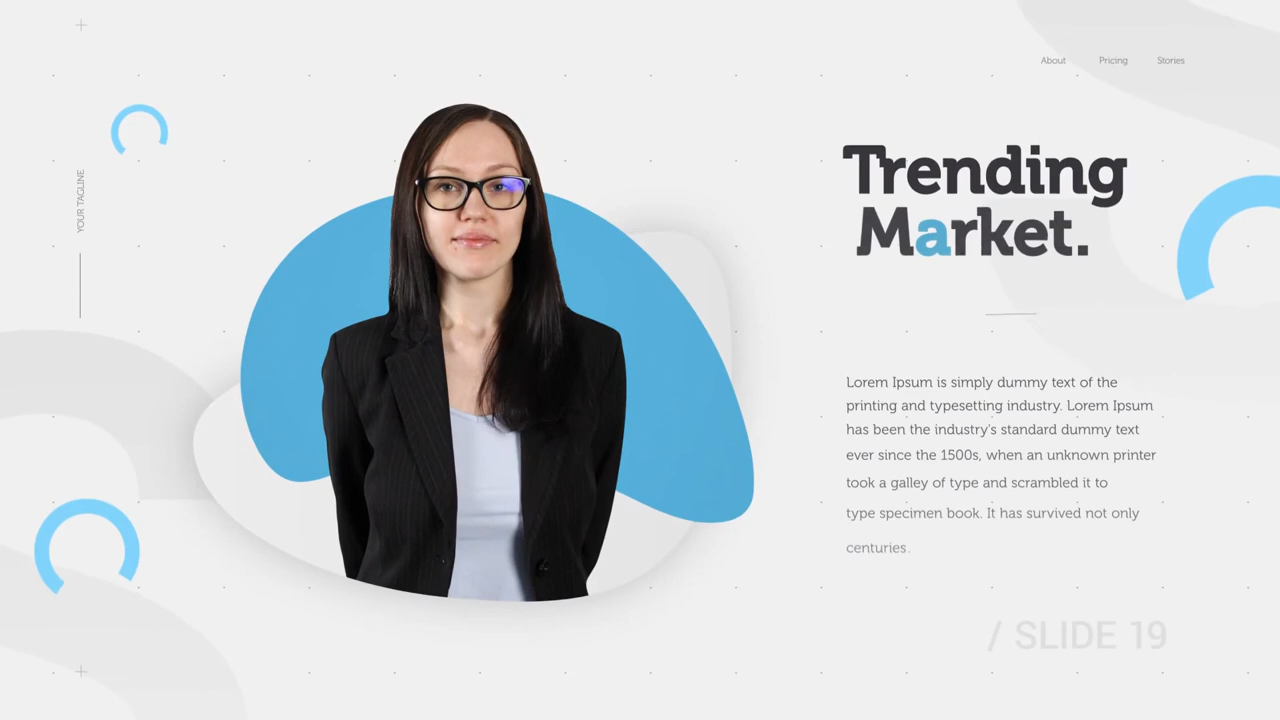 About Pricing Stories
YOUR TAGLINE
Trending
Market.
Lorem Ipsum is simply dummy text of the
printing and typesetting industry. Lorem Ipsum
has been the industry's standard dummy text
ever since the 1500s, when an unknown printer
took a galley of type and scrambled it to
type specimen book. It has survived not only
centuries.
/ SLIDE 19